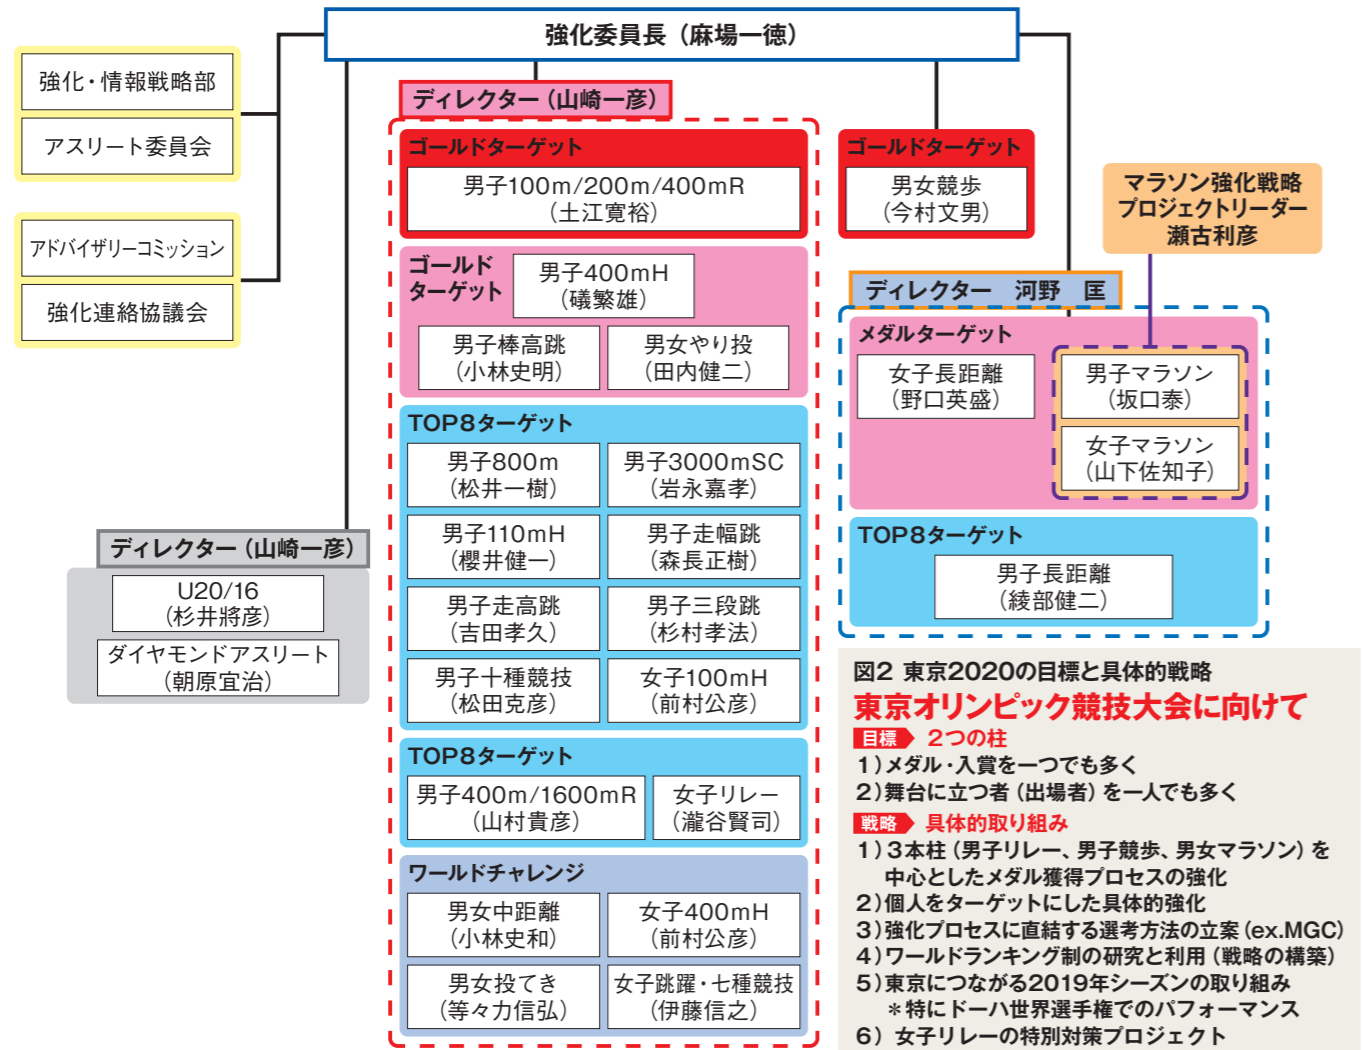 強化委員長（麻場一徳）
強化・情報戦略部
アスリート委員会
アドバイザリーコミッション
強化連絡協議会
ディレクター（山崎一彦）
ゴールドターゲット
男子100m/200m/400mR
（土江寛裕）
ゴールド
ターゲット
男子400mH
（礒繁雄）
男子棒高跳
（小林史明）
男女やり投
（田内健二）
TOP8ターゲット
男子800m
（松井一樹）
男子3000mSC
（岩永嘉孝）
男子110mH
（櫻井健一）
男子走幅跳
（森長正樹）
男子走高跳
（吉田孝久）
男子三段跳
（杉村孝法）
男子十種競技
（松田克彦）
女子100mH
（前村公彦）
TOP8ターゲット
男子400m/1600mR
（山村貴彦）
女子リレー
（瀧谷賢司）
ワールドチャレンジ
男女中距離
（小林史和）
女子400mH
（前村公彦）
男女投てき
（等々力信弘）
女子跳躍・七種競技
（伊藤信之）
ゴールドターゲット
男女競歩
（今村文男）
マラソン強化戦略
プロジェクトリーダー
瀬古利彦
ディレクター　河野　匡
メダルターゲット
女子長距離
（野口英盛）
男子マラソン
（坂口泰）
女子マラソン
（山下佐知子）
TOP8ターゲット
男子長距離
（綾部健二）
ディレクター（山崎一彦）
U20/16
（杉井將彦）
ダイヤモンドアスリート
（朝原宜治）
図2 東京2020の目標と具体的戦略
東京オリンピック競技大会に向けて
目標 2つの柱
1）メダル・入賞を一つでも多く
2）舞台に立つ者（出場者）を一人でも多く
戦略 具体的取り組み
1）3本柱（男子リレー、男子競歩、男女マラソン）を
中心としたメダル獲得プロセスの強化
2）個人をターゲットにした具体的強化
3）強化プロセスに直結する選考方法の立案（ex.MGC）
4）ワールドランキング制の研究と利用（戦略の構築）
5）東京につながる2019年シーズンの取り組み
＊特にドーハ世界選手権でのパフォーマンス
6）女子リレーの特別対策プロジェクト